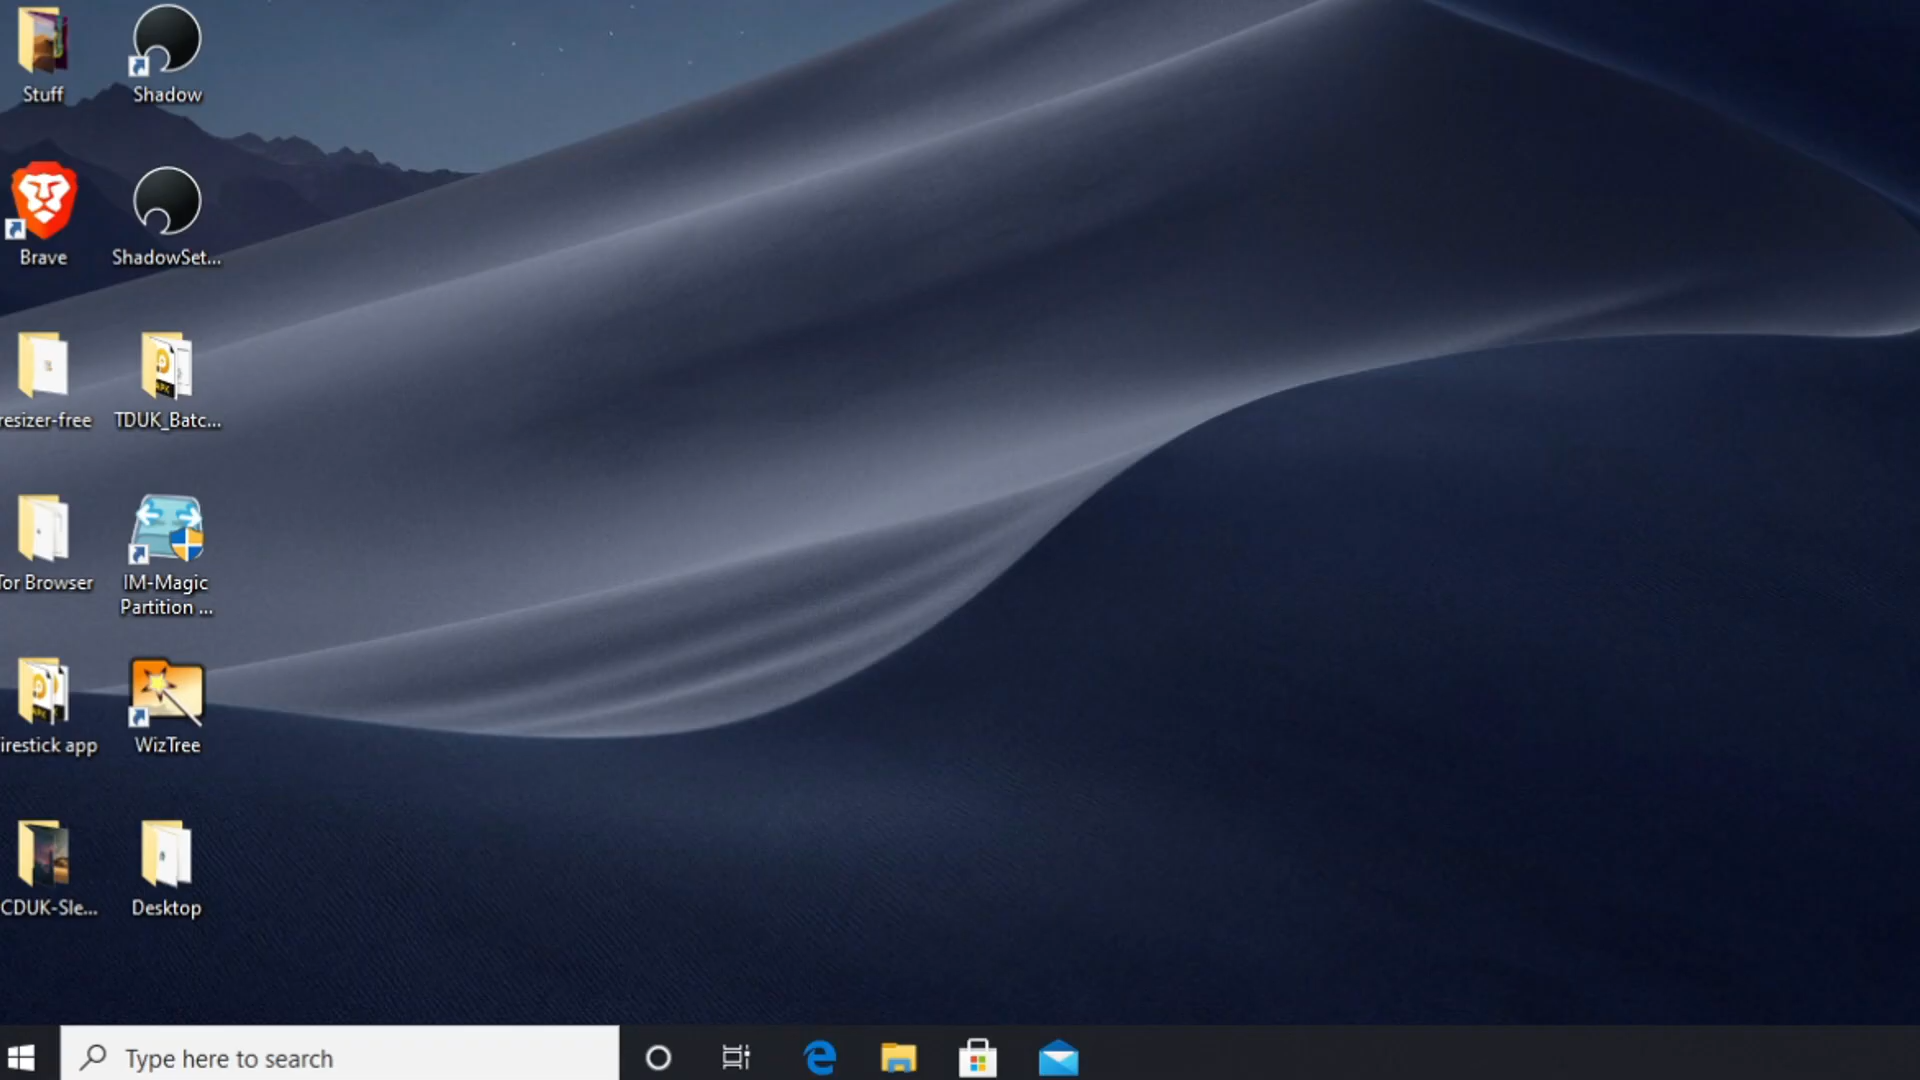 Stuff
Shadow
Brave
ShadowSet...
resizer-free
TDUK_Batc...
Tor Browser
IM-Magic
Partition ...
irestick app
WizTree
CDUK-Sle...
Desktop
Type here to search